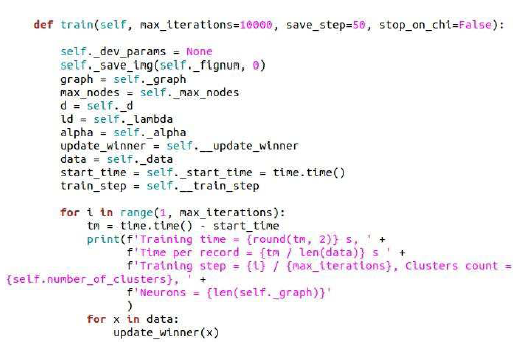 def train(self, max_iterations=10000, save_step=50, stop_on_chi=False):
self._dev_params = None
self._save_img(self._fignum, 0)
graph = self._graph
max_nodes = self._max_nodes
d = self._d
ld = self._lambda
alpha = self._alpha
update_winner = self.__update_winner
data = self._data
start_time = self._start_time = time.time()
train_step = self.__train_step
for i in range(1, max_iterations):
tm = time.time() - start_time
print(f'Training time = {round(tm, 2)} s, ' +
f'Time per record = {tm / len(data)} s ' +
f'Training step = {i} / {max_iterations}, Clusters count =
{self.number_of_clusters}, ' +
f'Neurons = {len(self._graph)}'
)
for x in data:
update_winner(x)